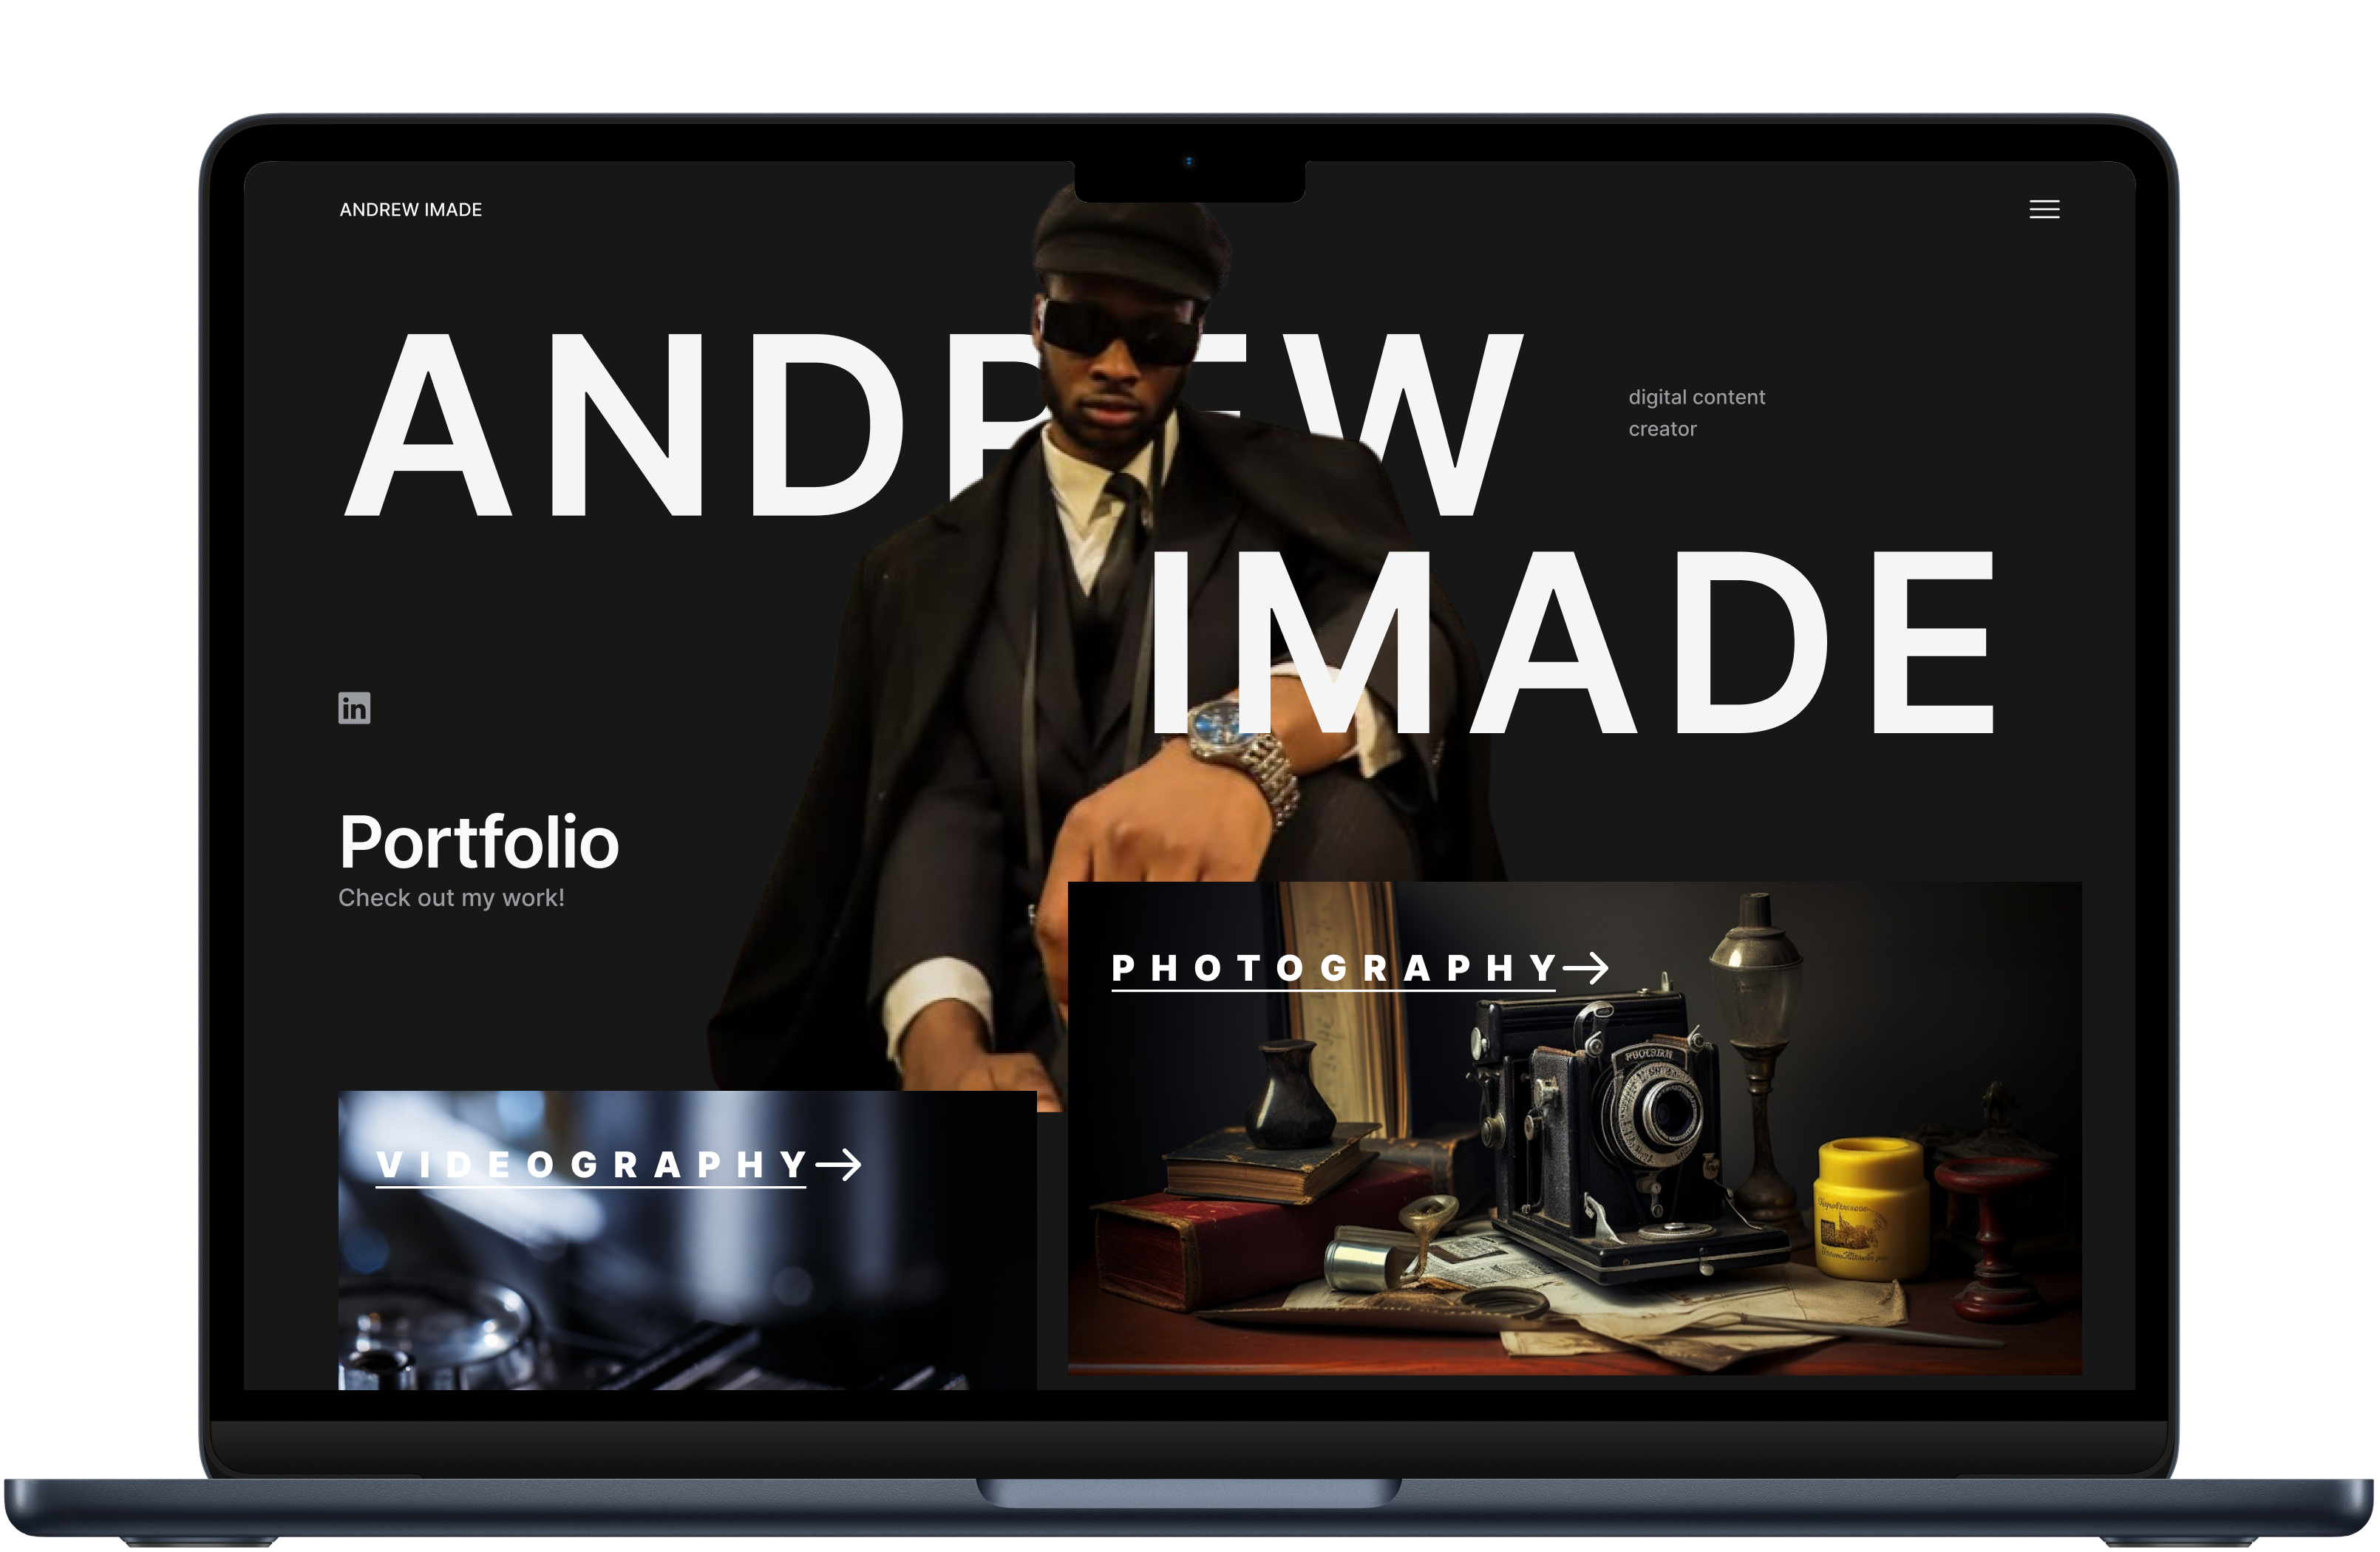 ANDREW IMADE
ANDREW
digital content
creator
IMADE
in
Portfolio
Check out my work!
PHOTOGRAPHY
VIDEOGRAPHY